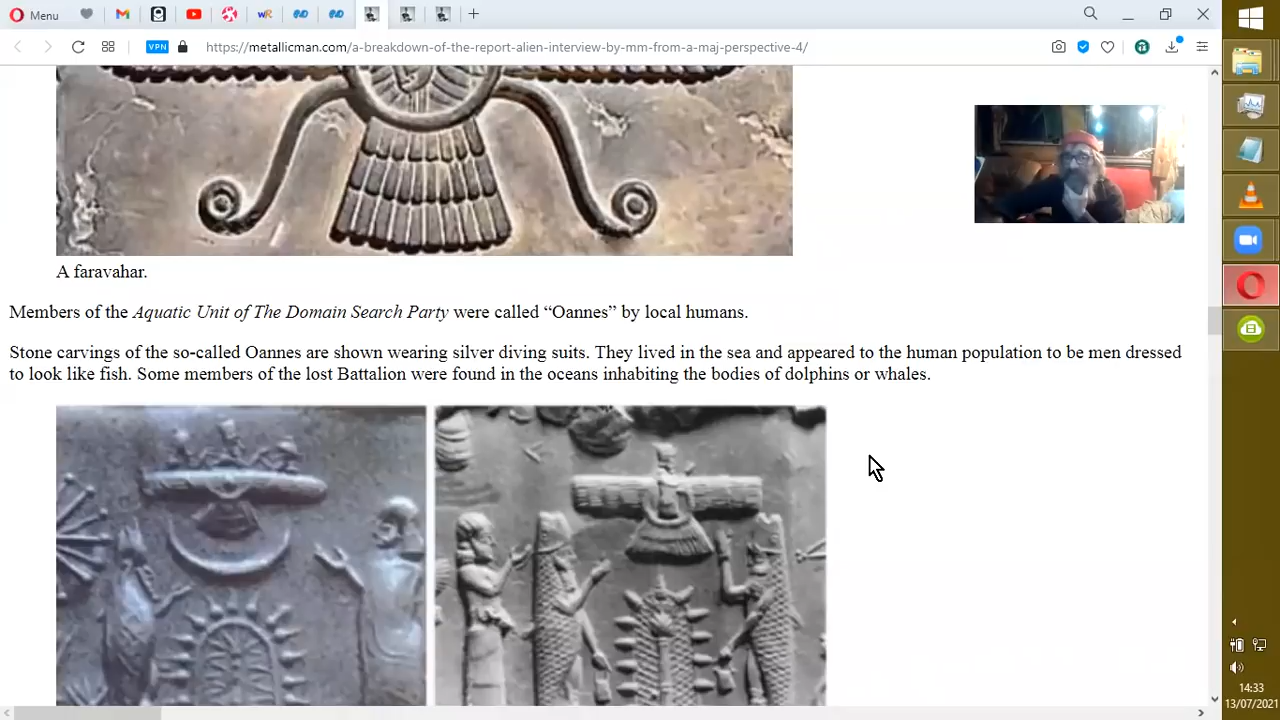 Menu
VPN
https://metallicman.com/a-breakdown-of-the-report-alien-interview-by-mm-from-a-maj-perspective-4/
A faravahar.
Members of the Aquatic Unit of The Domain Search Party were called “Oannes” by local humans.
Stone carvings of the so-called Oannes are shown wearing silver diving suits. They lived in the sea and appeared to the human population to be men dressed
to look like fish. Some members of the lost Battalion were found in the oceans inhabiting the bodies of dolphins or whales.
14:33
13/07/2021